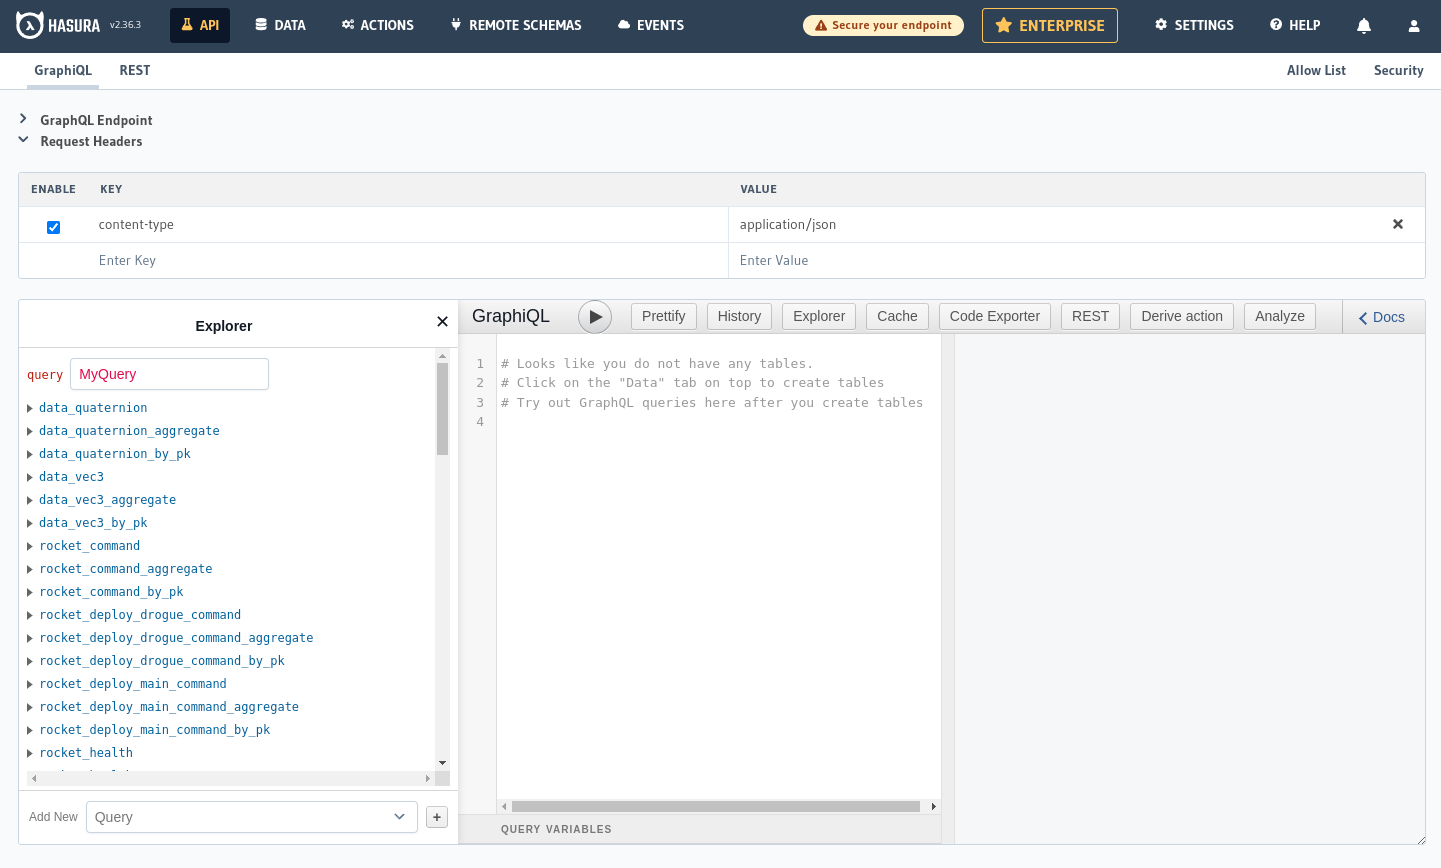 HASURA v2.36.3 API DATA ACTIONS REMOTE SCHEMAS EVENTS Secure your endpoint ENTERPRISE SETTINGS HELP
GraphiQL REST Allow List Security
GraphQL Endpoint
Request Headers
ENABLE KEY VALUE
content-type application/json
Enter Key Enter Value
Explorer
GraphiQL Prettify History Explorer Cache Code Exporter REST Derive action Analyze Docs
query MyQuery
data_quaternion
data_quaternion_aggregate
data_quaternion_by_pk
data_vec3
data_vec3_aggregate
data_vec3_by_pk
rocket_command
rocket_command_aggregate
rocket_command_by_pk
rocket_deploy_drogue_command
rocket_deploy_drogue_command_aggregate
rocket_deploy_drogue_command_by_pk
rocket_deploy_main_command
rocket_deploy_main_command_aggregate
rocket_deploy_main_command_by_pk
rocket_health
Add New Query +
1 # Looks like you do not have any tables.
2 # Click on the "Data" tab on top to create tables
3 # Try out GraphQL queries here after you create tables
4
QUERY VARIABLES